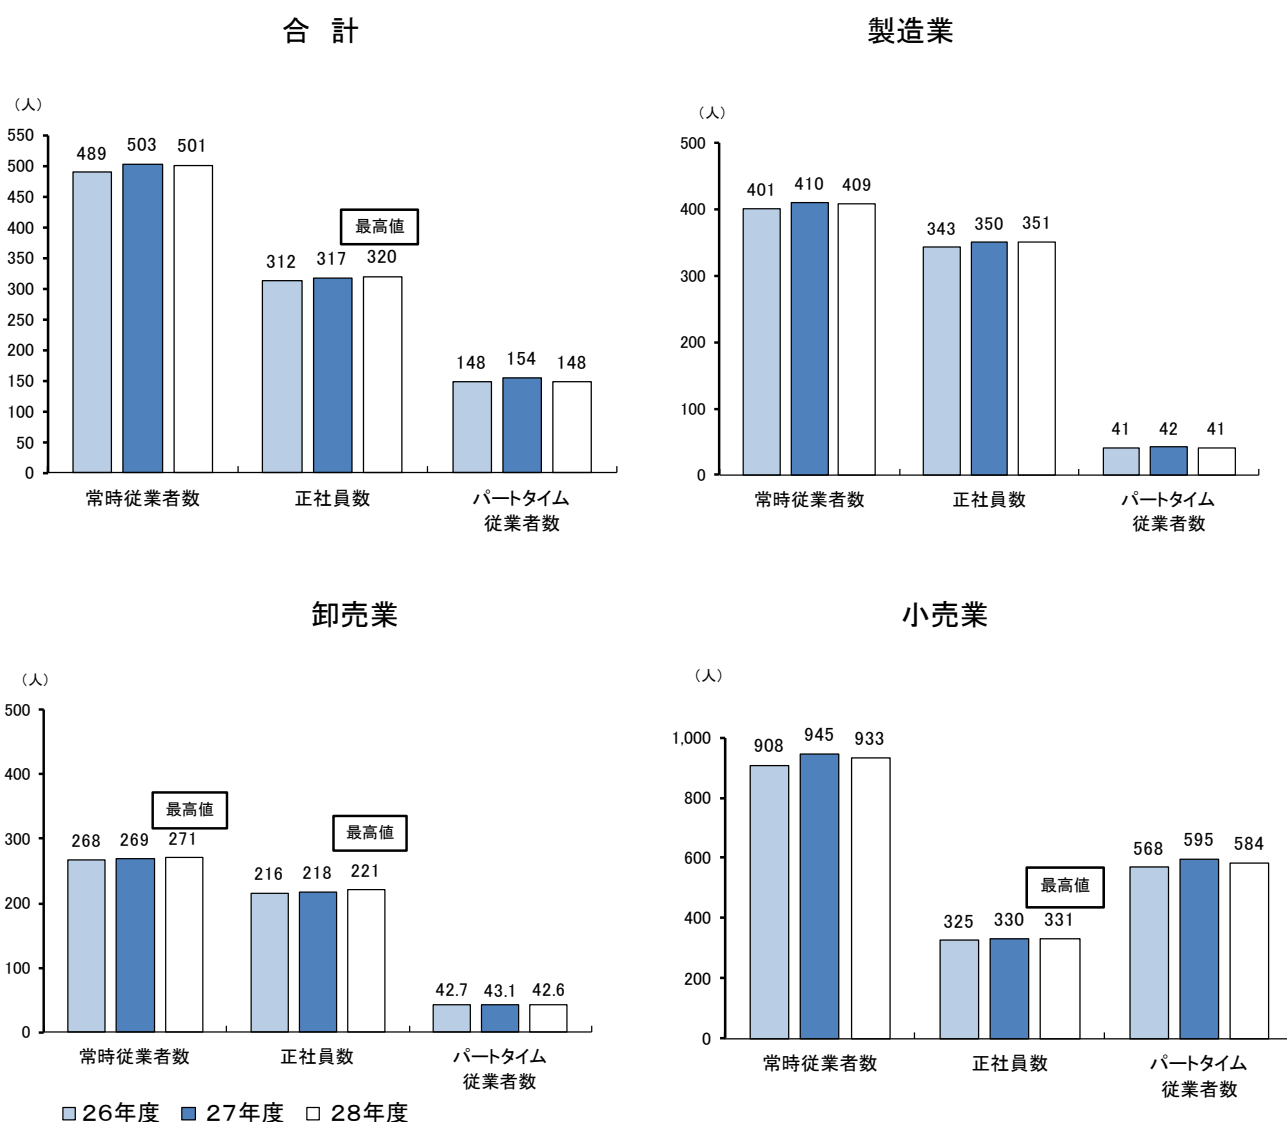 合 計
（人）
550
500
450
400
350
300
250
200
150
100
50
0
489
503
501
最高値
312
317
320
148
154
148
常時従業者数
正社員数
パートタイム
従業者数
製造業
（人）
500
400
300
200
100
0
401
410
409
343
350
351
41
42
41
常時従業者数
正社員数
パートタイム
従業者数
卸売業
（人）
500
400
300
200
100
0
最高値
268
269
271
最高値
216
218
221
42.7
43.1
42.6
常時従業者数
正社員数
パートタイム
従業者数
26年度 27年度 28年度
小売業
（人）
1,000
800
600
400
200
0
908
945
933
最高値
325
330
331
568
595
584
常時従業者数
正社員数
パートタイム
従業者数